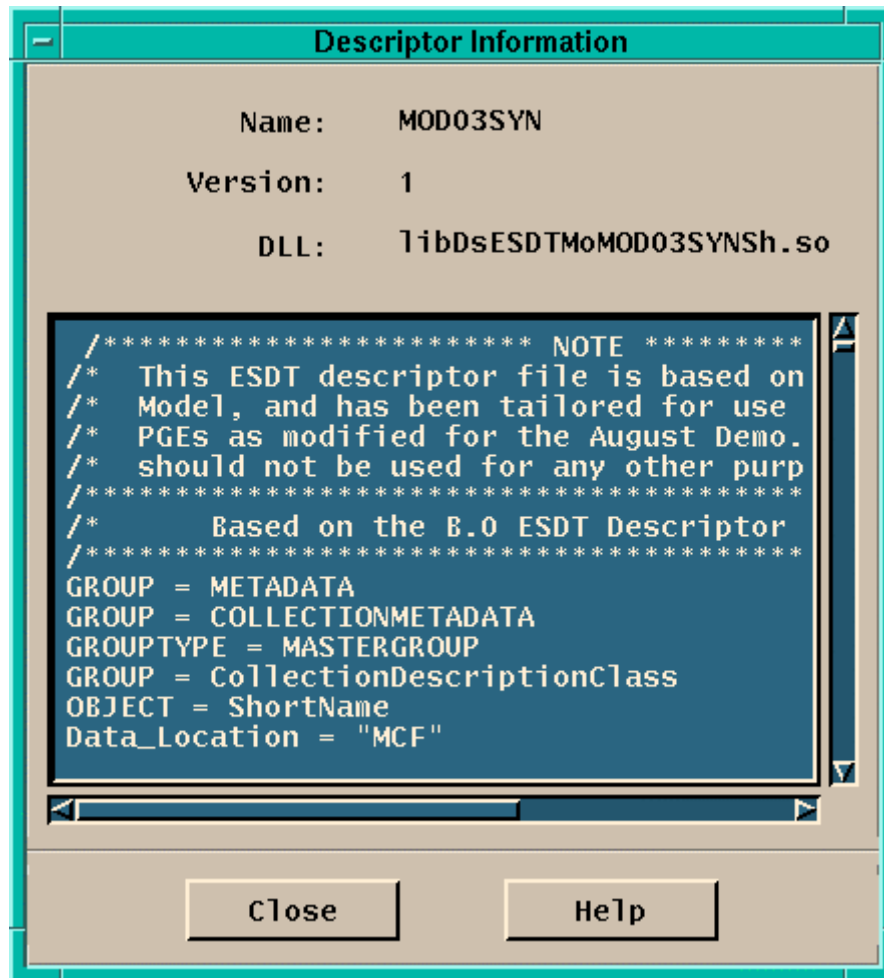 Descriptor Information
Name: MOD03SYN
Version: 1
DLL: libDsESDTMoMOD03SYNSh.so
/************************ NOTE *********
/* This ESDT descriptor file is based on
/* Model, and has been tailored for use
/* PGEs as modified for the August Demo.
/* should not be used for any other purp
/****************************************
/* Based on the B.0 ESDT Descriptor
/****************************************
GROUP = METADATA
GROUP = COLLECTIONMETADATA
GROUPTYPE = MASTERGROUP
GROUP = CollectionDescriptionClass
OBJECT = ShortName
Data_Location = "MCF"
Close Help